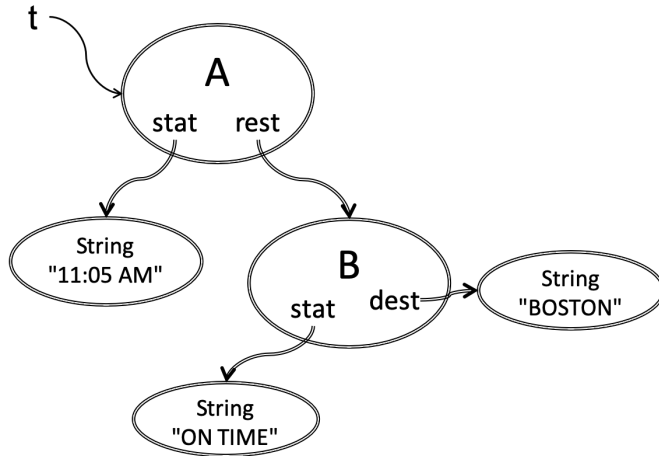 t
A
stat rest
String
"11:05 AM"
B
stat dest
String
"BOSTON"
String
"ON TIME"